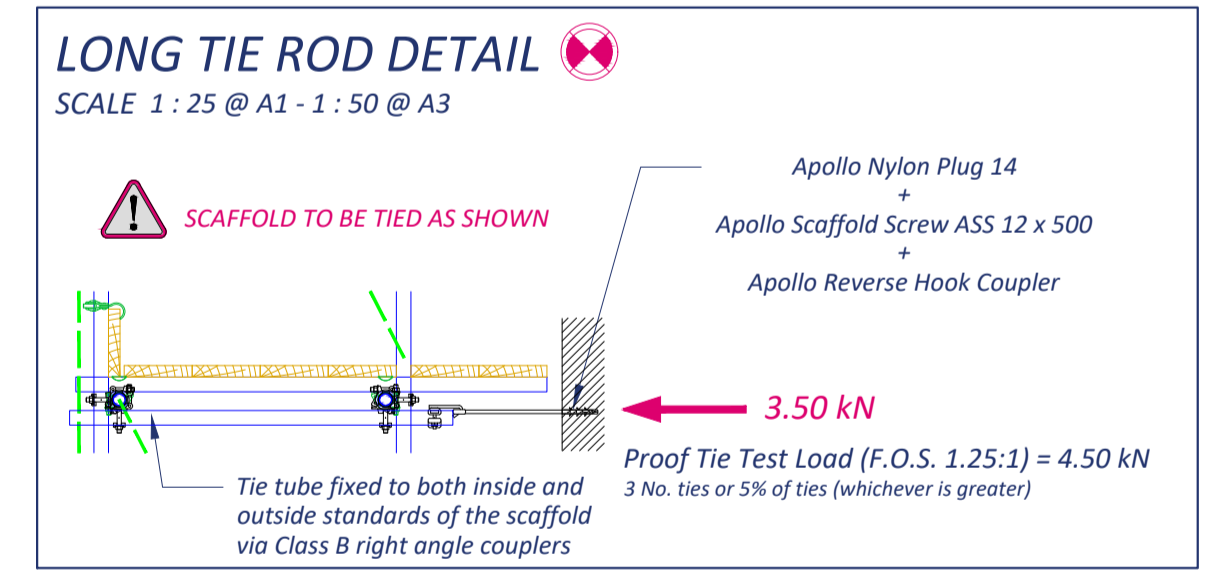 LONG TIE ROD DETAIL
SCALE 1 : 25 @ A1 - 1 : 50 @ A3
! SCAFFOLD TO BE TIED AS SHOWN
Apollo Nylon Plug 14
+
Apollo Scaffold Screw ASS 12 x 500
+
Apollo Reverse Hook Coupler
3.50 kN
Proof Tie Test Load (F.O.S. 1.25:1) = 4.50 kN
3 No. ties or 5% of ties (whichever is greater)
Tie tube fixed to both inside and
outside standards of the scaffold
via Class B right angle couplers